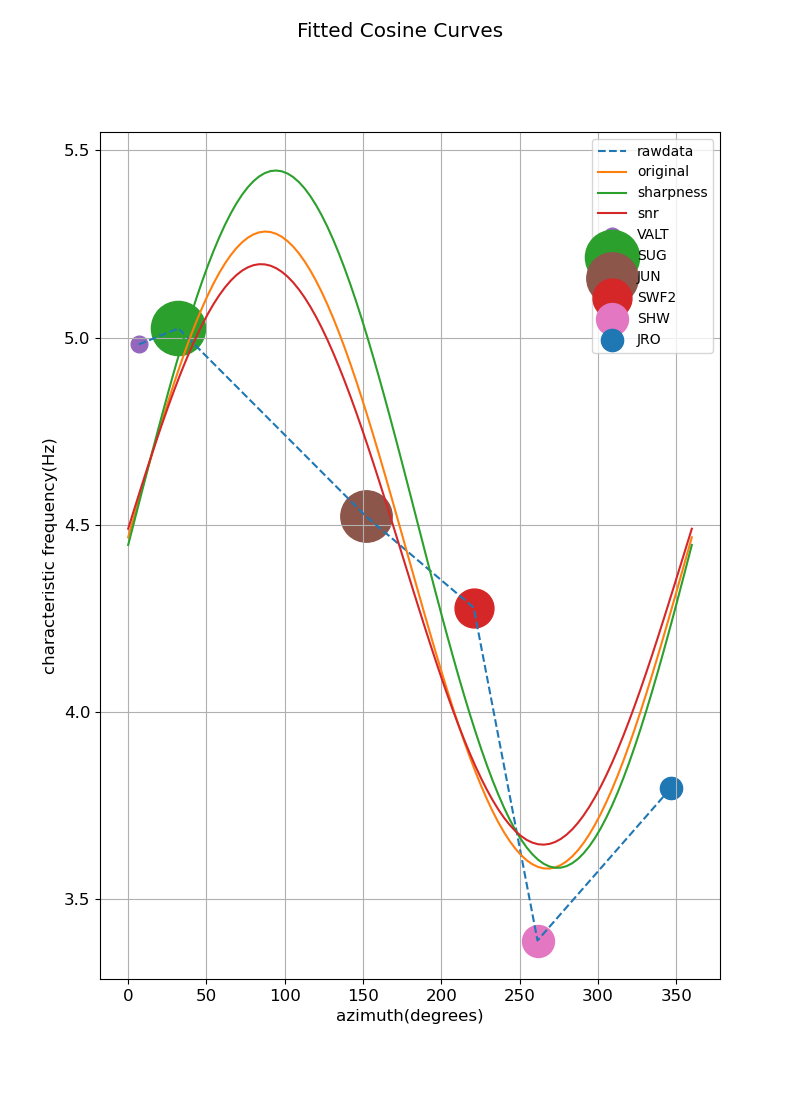 Fitted Cosine Curves
5.5
5.0
4.5
4.0
3.5
characteristic frequency(Hz)
rawdata
original
sharpness
snr
VALT
SUG
JUN
SWF2
SHW
JRO
0 50 100 150 200 250 300 350
azimuth(degrees)